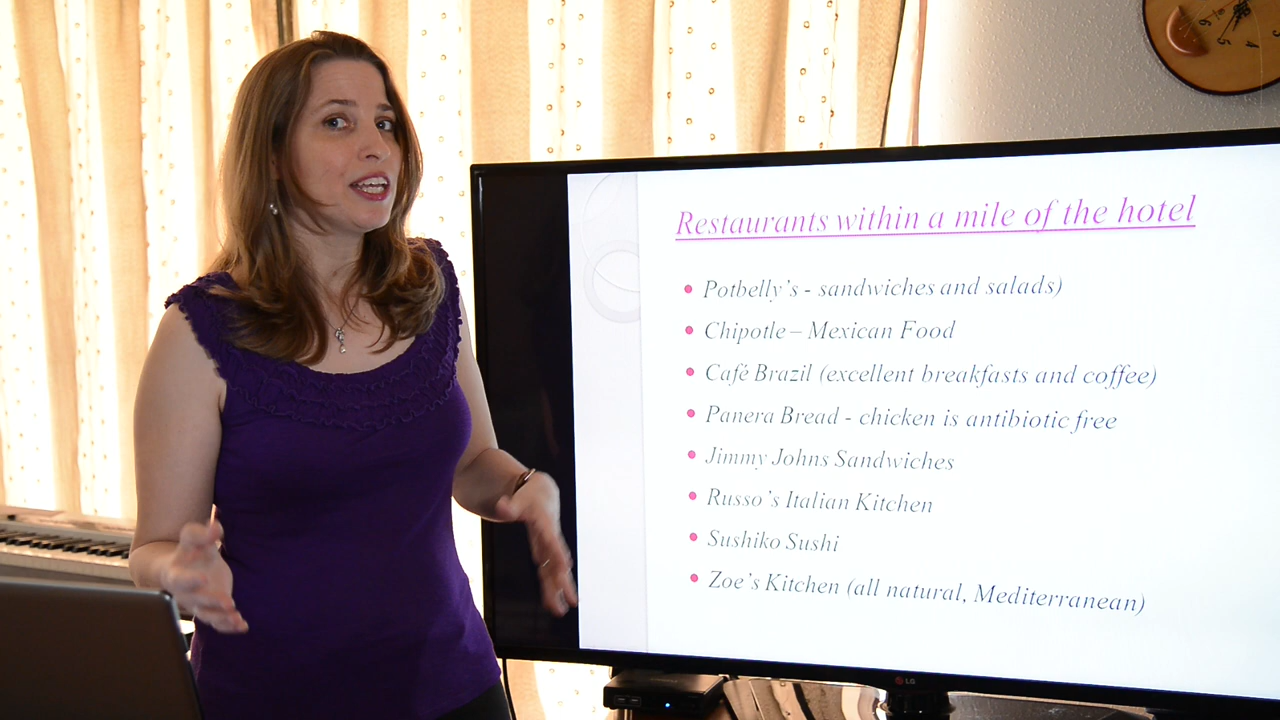 Restaurants within a mile of the hotel
Potbelly's - sandwiches and salads)
Chipotle – Mexican Food
Café Brazil (excellent breakfasts and coffee)
Panera Bread - chicken is antibiotic free
Jimmy Johns Sandwiches
Russo's Italian Kitchen
Sushiko Sushi
Zoe's Kitchen (all natural, Mediterranean)
LG